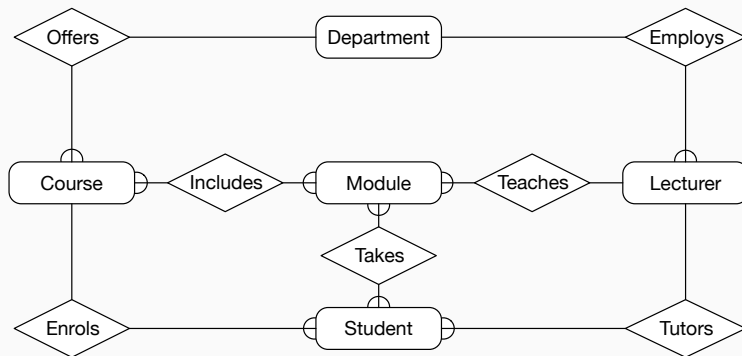 Offers
Department
Employs
Course
Includes
Module
Teaches
Lecturer
Takes
Enrols
Student
Tutors